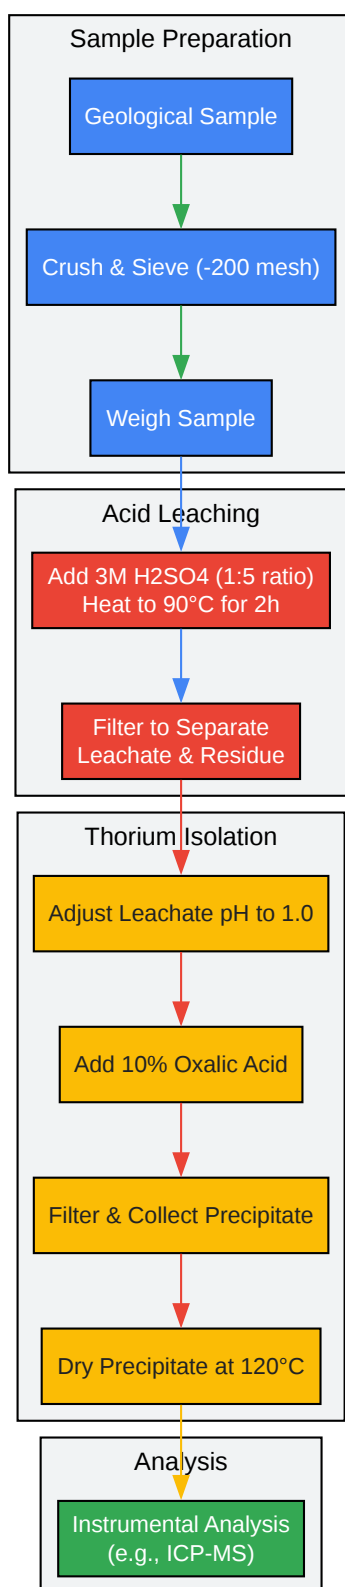 Sample Preparation
Geological Sample
Crush & Sieve (-200 mesh)
Weigh Sample
Acid Leaching
Add 3M H2SO4 (1:5 ratio)
Heat to 90°C for 2h
Filter to Separate
Leachate & Residue
Thorium Isolation
Adjust Leachate pH to 1.0
Add 10% Oxalic Acid
Filter & Collect Precipitate
Dry Precipitate at 120°C
Analysis
Instrumental Analysis
(e.g., ICP-MS)